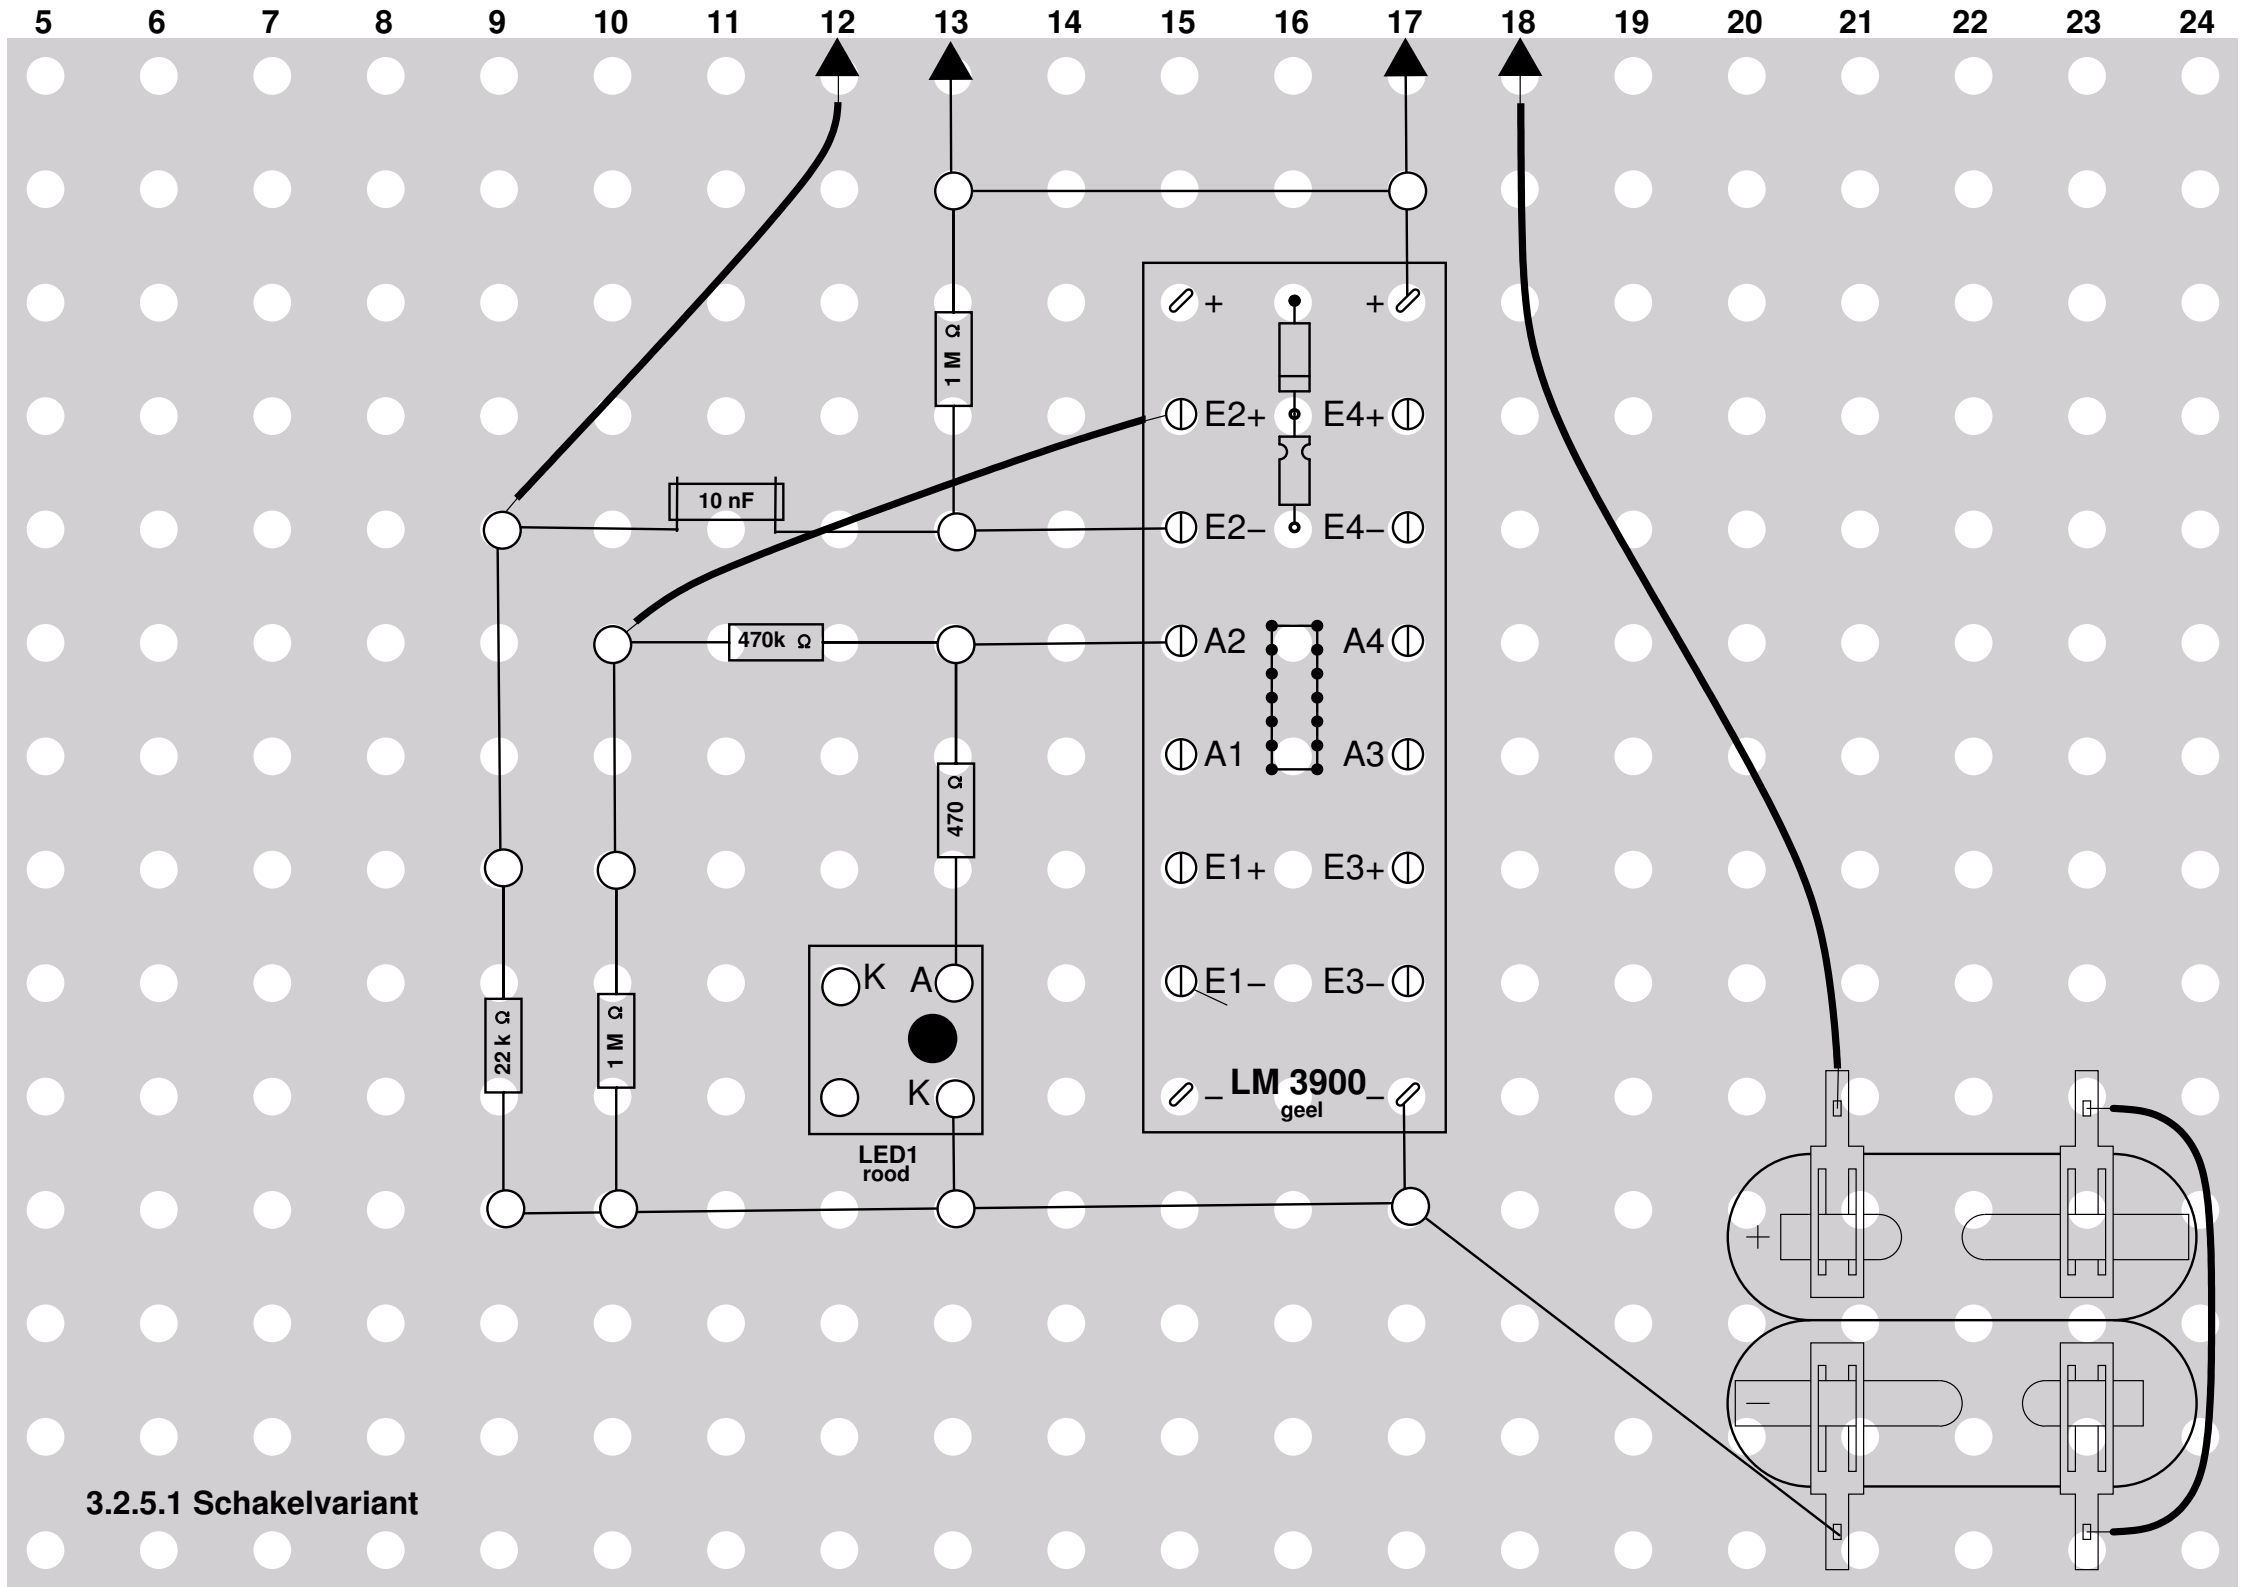 5 6 7 8 9 10 11 12 13 14 15 16 17 18 19 20 21 22 23 24
+ +
1 M Ω
E2+ E4+
10 nF
E2– E4–
470k Ω
A2 A4
A1 A3
470 Ω
E1+ E3+
K A
E1– E3–
22 k Ω
1 M Ω
K
– LM 3900 –
geel
LED1
rood
+
–
3.2.5.1 Schakelvariant